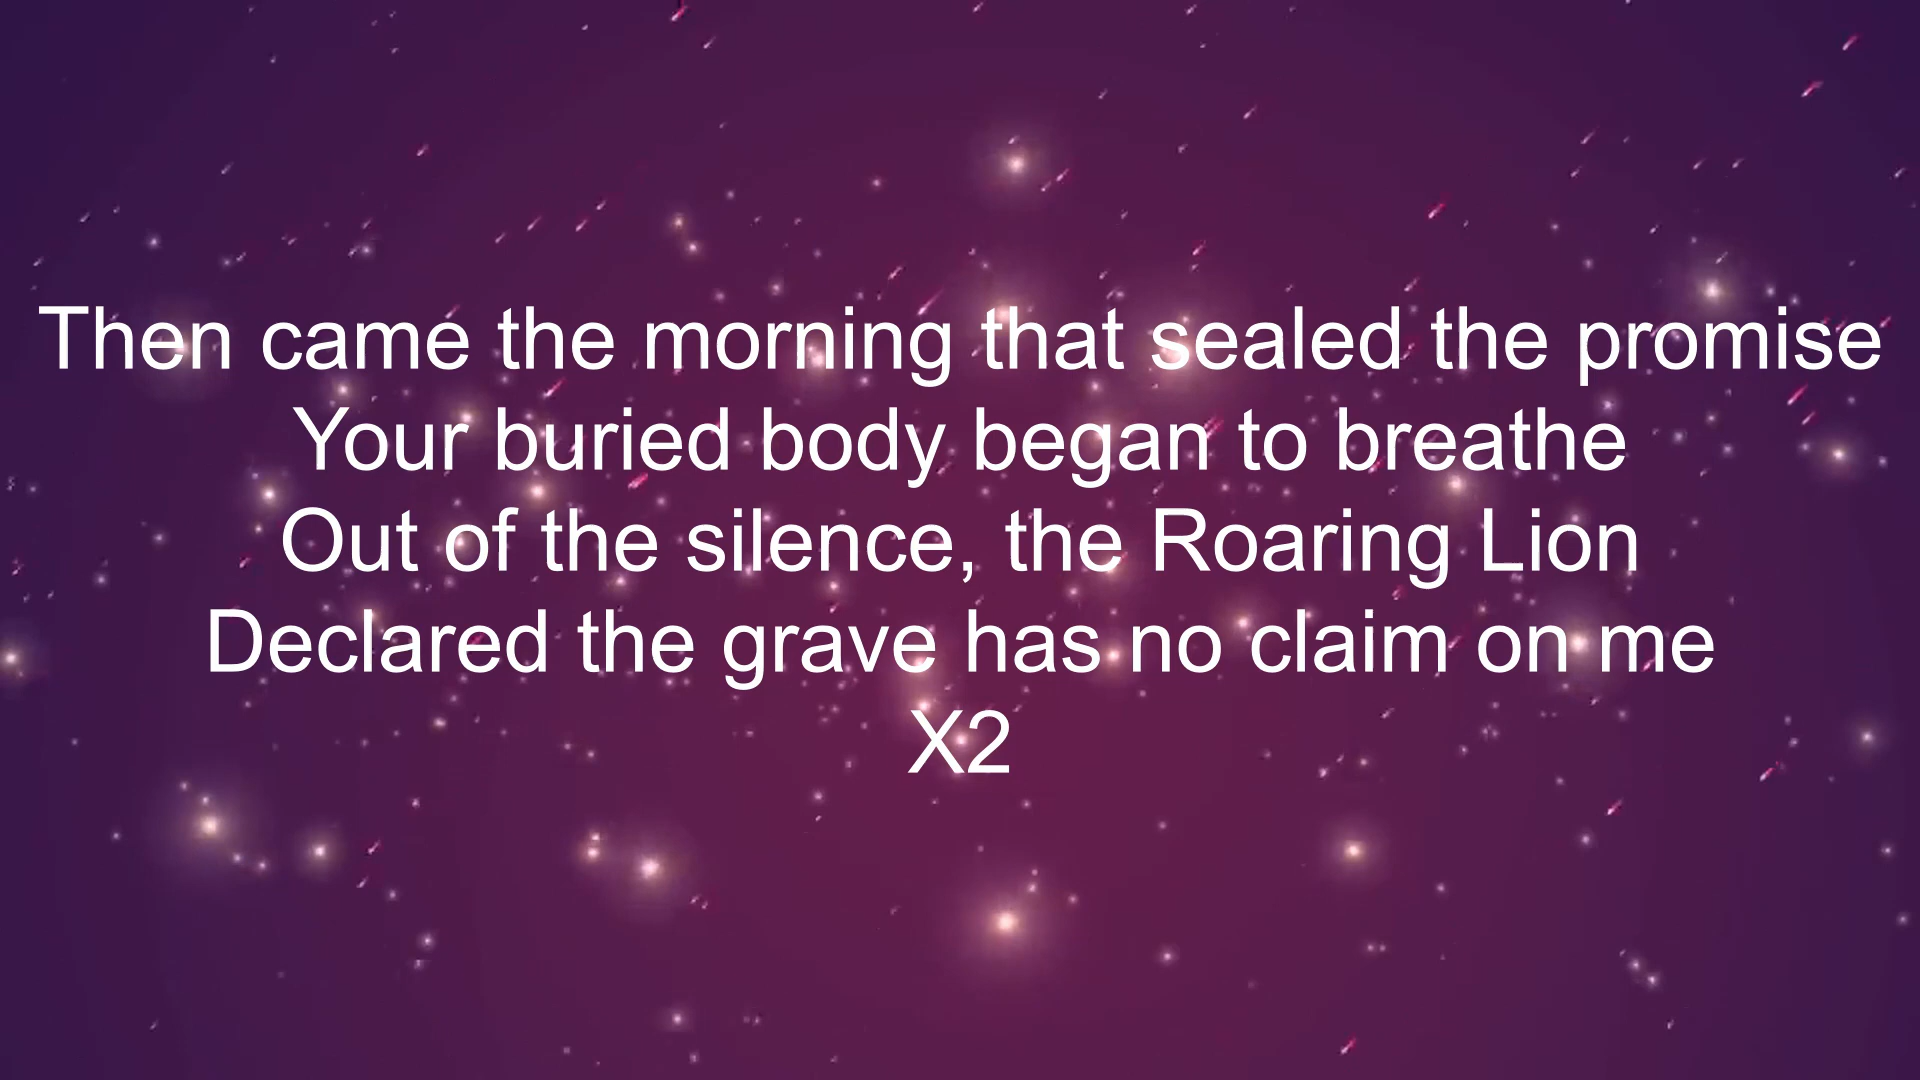 Then came the morning that sealed the promise
Your buried body began to breathe
Out of the silence, the Roaring Lion
Declared the grave has no claim on me
X2